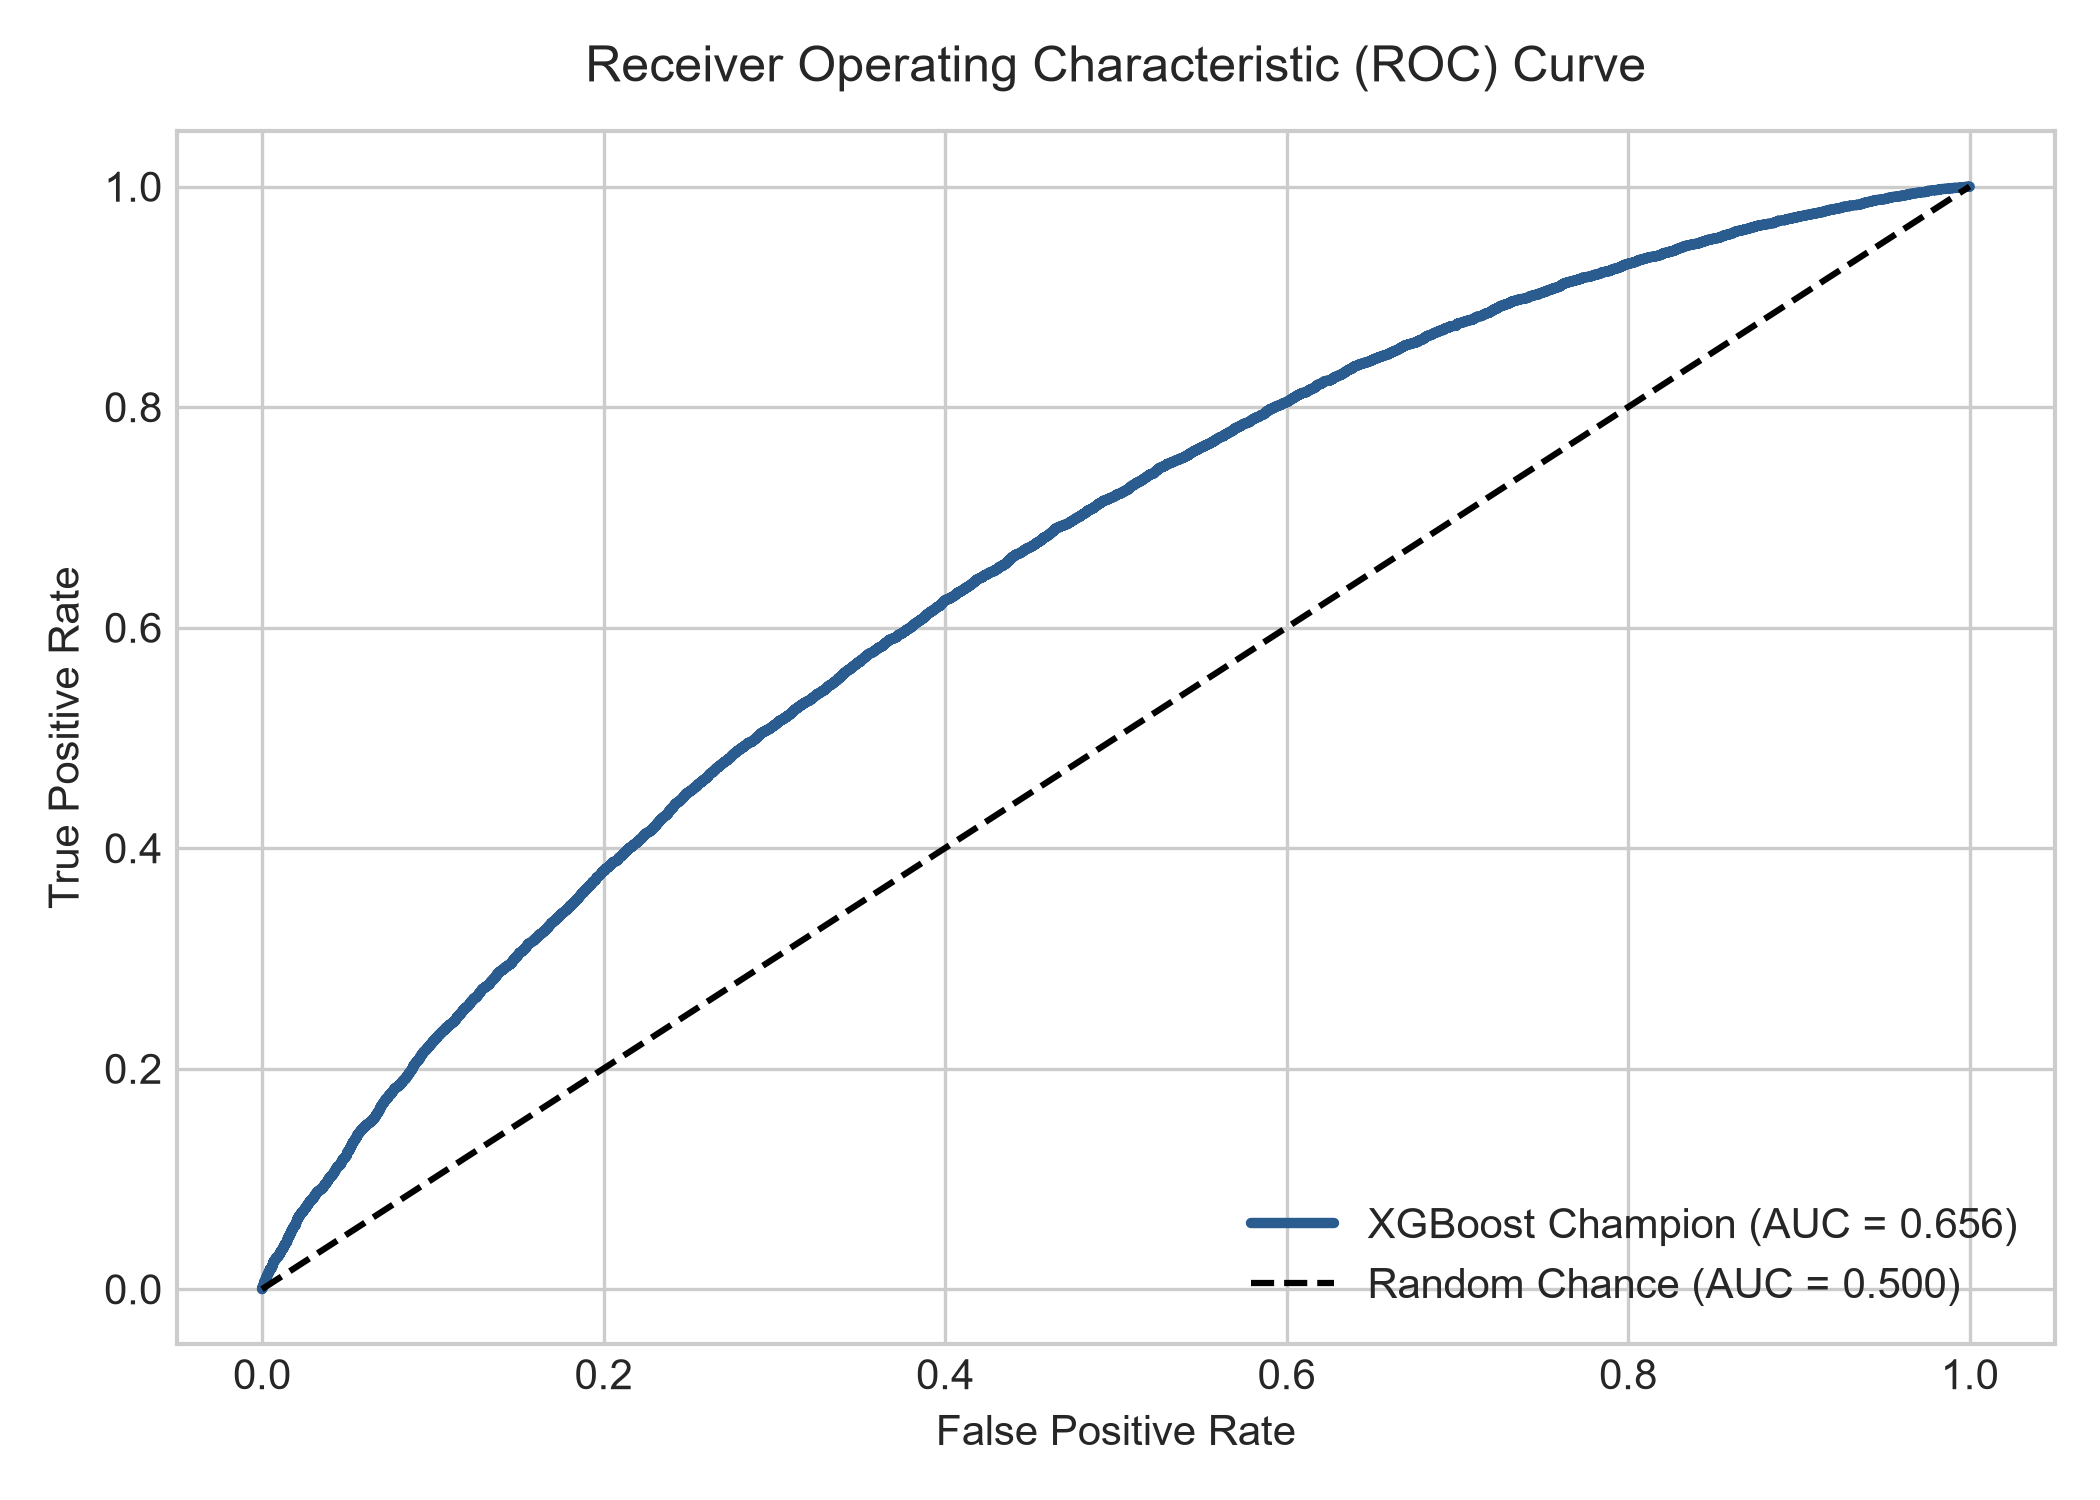 Receiver Operating Characteristic (ROC) Curve
1.0
0.8
0.6
0.4
0.2
0.0
True Positive Rate
XGBoost Champion (AUC = 0.656)
Random Chance (AUC = 0.500)
0.0 0.2 0.4 0.6 0.8 1.0
False Positive Rate